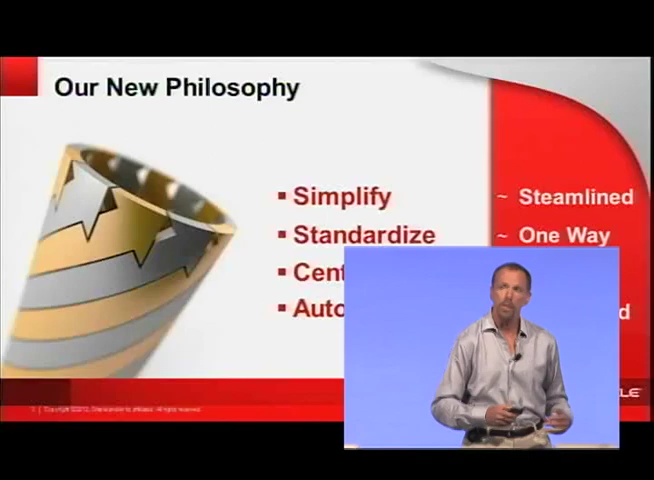 Our New Philosophy
Simplify ~ Steamlined
Standardize ~ One Way
Cent
Auto d
LE